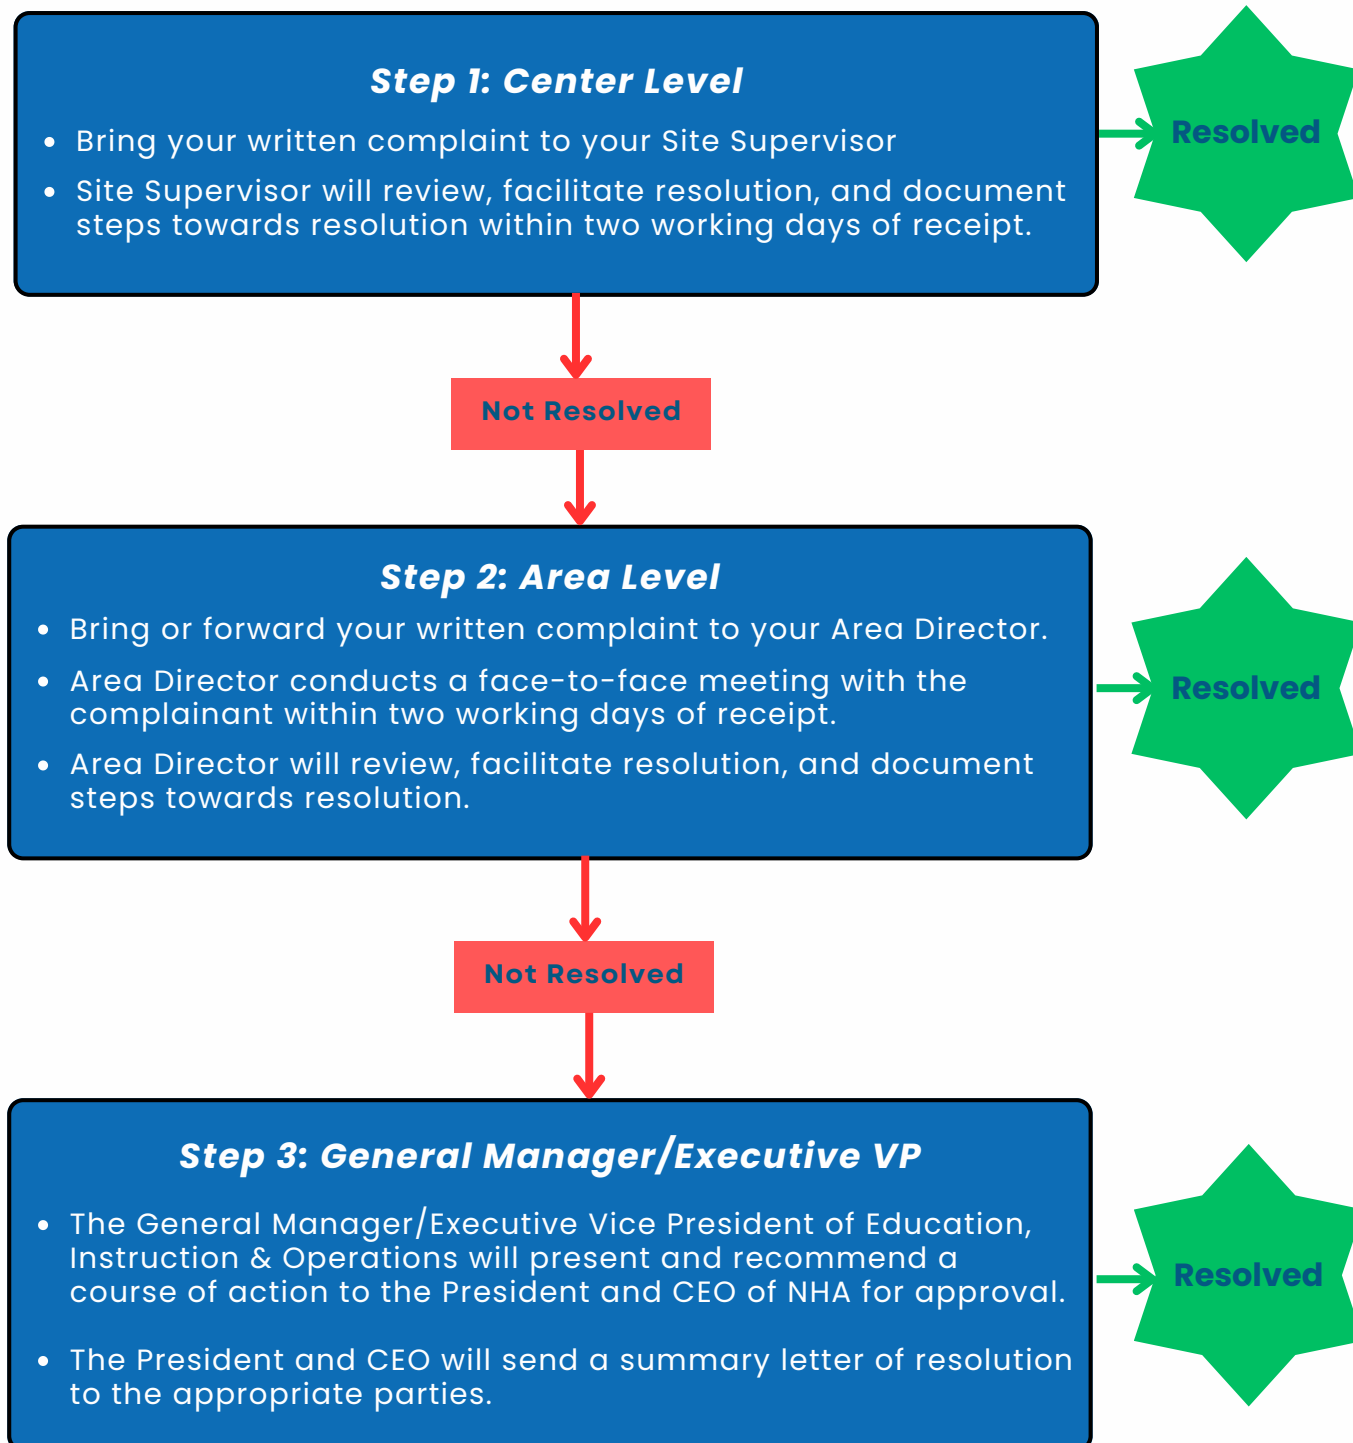 Step 1: Center Level
• Bring your written complaint to your Site Supervisor
• Site Supervisor will review, facilitate resolution, and document
steps towards resolution within two working days of receipt.
Resolved
Not Resolved
Step 2: Area Level
• Bring or forward your written complaint to your Area Director.
• Area Director conducts a face-to-face meeting with the
complainant within two working days of receipt.
• Area Director will review, facilitate resolution, and document
steps towards resolution.
Resolved
Not Resolved
Step 3: General Manager/Executive VP
• The General Manager/Executive Vice President of Education,
Instruction & Operations will present and recommend a
course of action to the President and CEO of NHA for approval.
• The President and CEO will send a summary letter of resolution
to the appropriate parties.
Resolved